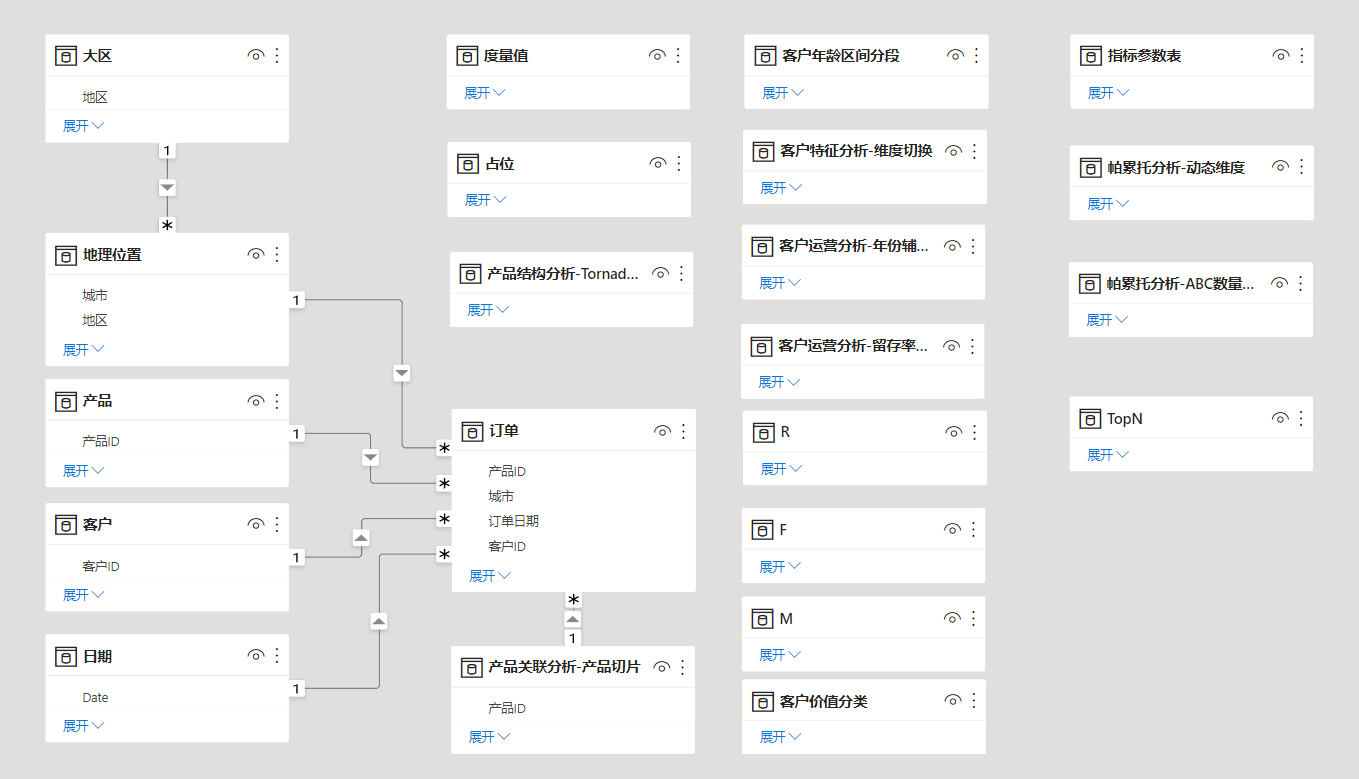 大区
地区
展开
1
*
地理位置
城市
地区
展开
1
产品
产品ID
展开
1
客户
客户ID
展开
1
日期
Date
展开
1
度量值
展开
占位
展开
产品结构分析-Tornad...
展开
订单
产品ID
城市
订单日期
客户ID
展开
*
*
*
*
*
1
产品关联分析-产品切片
产品ID
展开
客户年龄区间分段
展开
客户特征分析-维度切换
展开
客户运营分析-年份辅...
展开
客户运营分析-留存率...
展开
R
展开
F
展开
M
展开
客户价值分类
展开
指标参数表
展开
帕累托分析-动态维度
展开
帕累托分析-ABC数量...
展开
TopN
展开